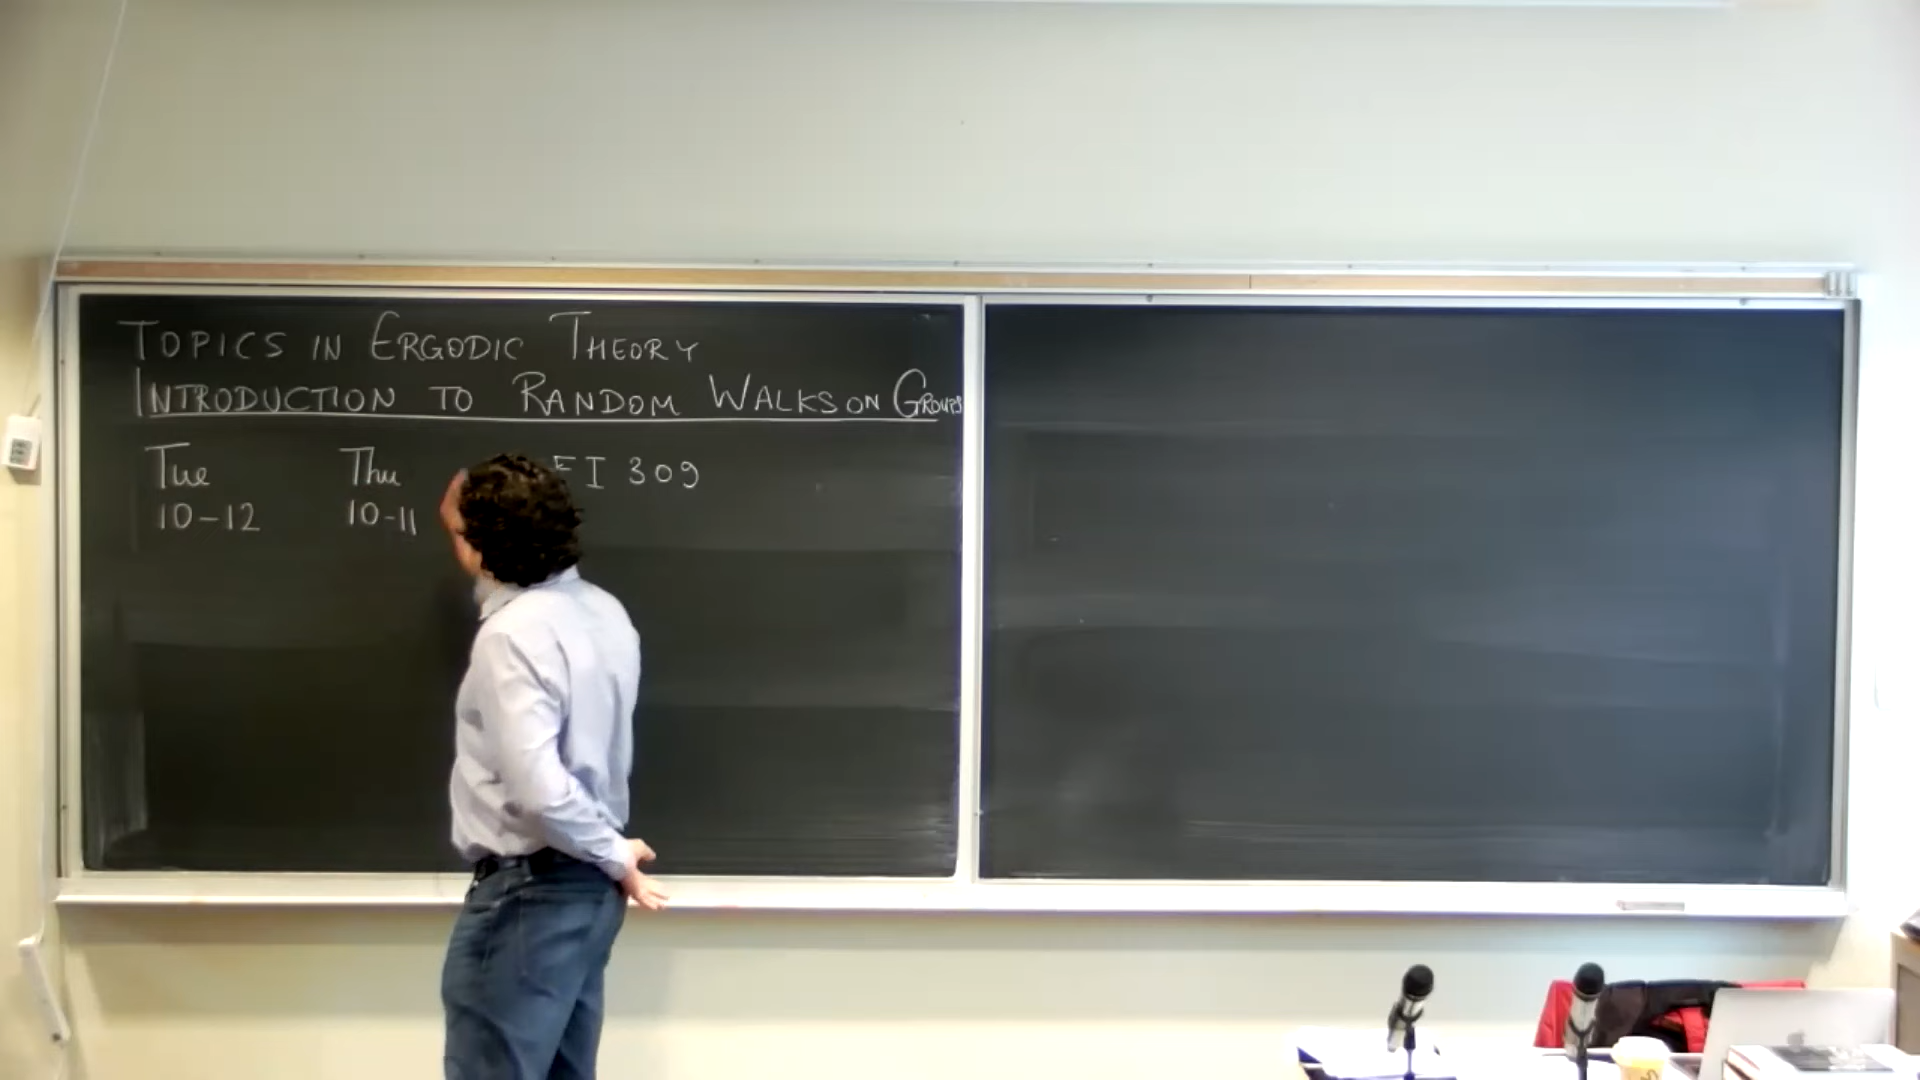 TOPICS IN ERGODIC THEORY
INTRODUCTION TO RANDOM WALKS ON GROUPS
Tue Thu I 309
10-12 10-11